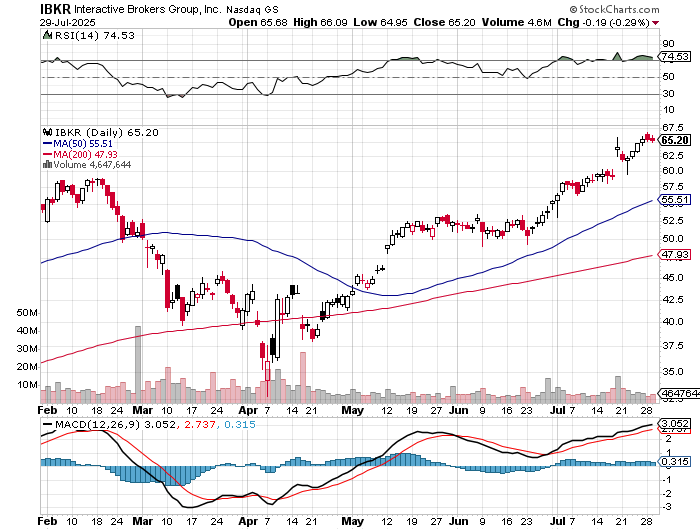 IBKR Interactive Brokers Group, Inc. Nasdaq GS © StockCharts.com
29-Jul-2025 Open 65.68 High 66.09 Low 64.95 Close 65.20 Volume 4.6M Chg -0.19 (-0.29%)
RSI(14) 74.53
90
74.53
70
50
30
10
IBKR (Daily) 65.20
MA(50) 55.51
MA(200) 47.93
Volume 4,647,644
67.5
65.20
62.5
60.0
57.5
55.51
52.5
50.0
47.93
45.0
42.5
40.0
37.5
35.0
4647644
50M
40M
30M
20M
10M
Feb 10 18 24 Mar 10 17 24 Apr 7 14 21 May 12 19 27 Jun 9 16 23 Jul 7 14 21 28
MACD(12,26,9) 3.052, 2.737, 0.315
3.052
2.737
2
1
0.315
-1
-2
-3
Feb 10 18 24 Mar 10 17 24 Apr 7 14 21 May 12 19 27 Jun 9 16 23 Jul 7 14 21 28